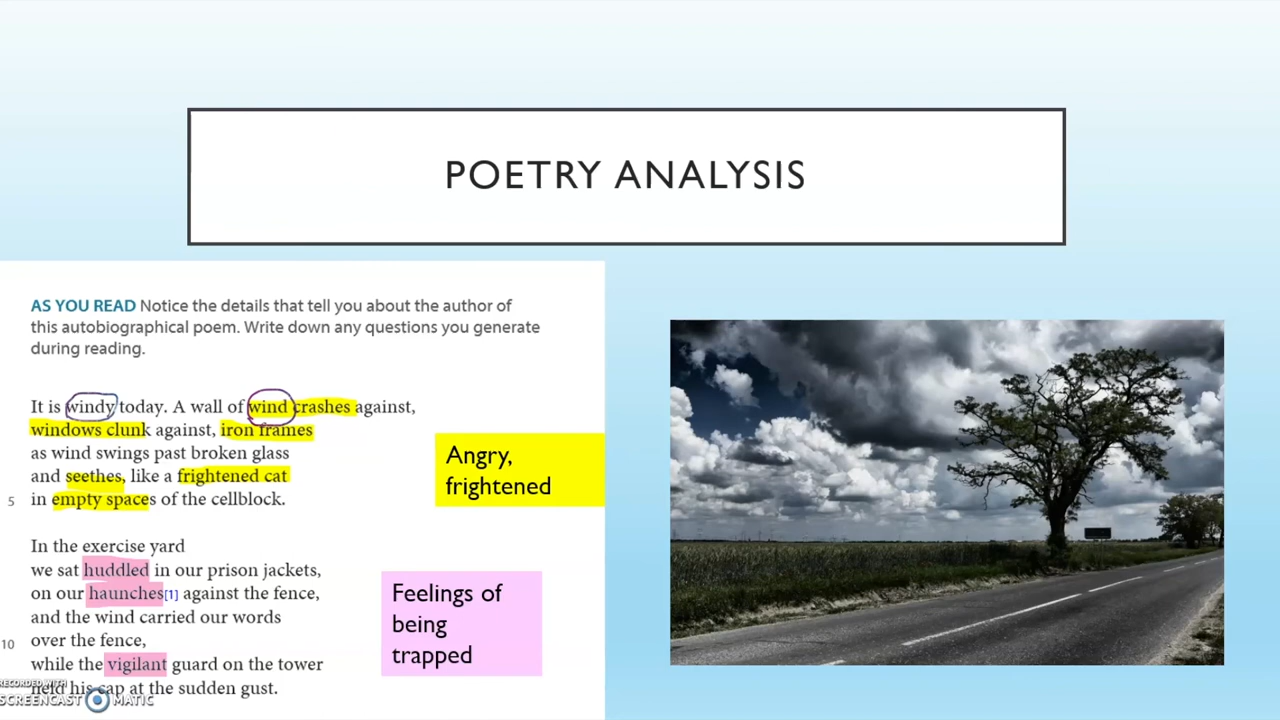 POETRY ANALYSIS
AS YOU READ Notice the details that tell you about the author of
this autobiographical poem. Write down any questions you generate
during reading.
It is windy today. A wall of wind crashes against,
windows clunk against, iron frames
as wind swings past broken glass
and seethes, like a frightened cat
5 in empty spaces of the cellblock.
Angry,
frightened
In the exercise yard
we sat huddled in our prison jackets,
on our haunches[1] against the fence,
and the wind carried our words
10 over the fence,
while the vigilant guard on the tower
held his cap at the sudden gust.
Feelings of
being
trapped
RECORDED WITH
SCREENCAST MATIC